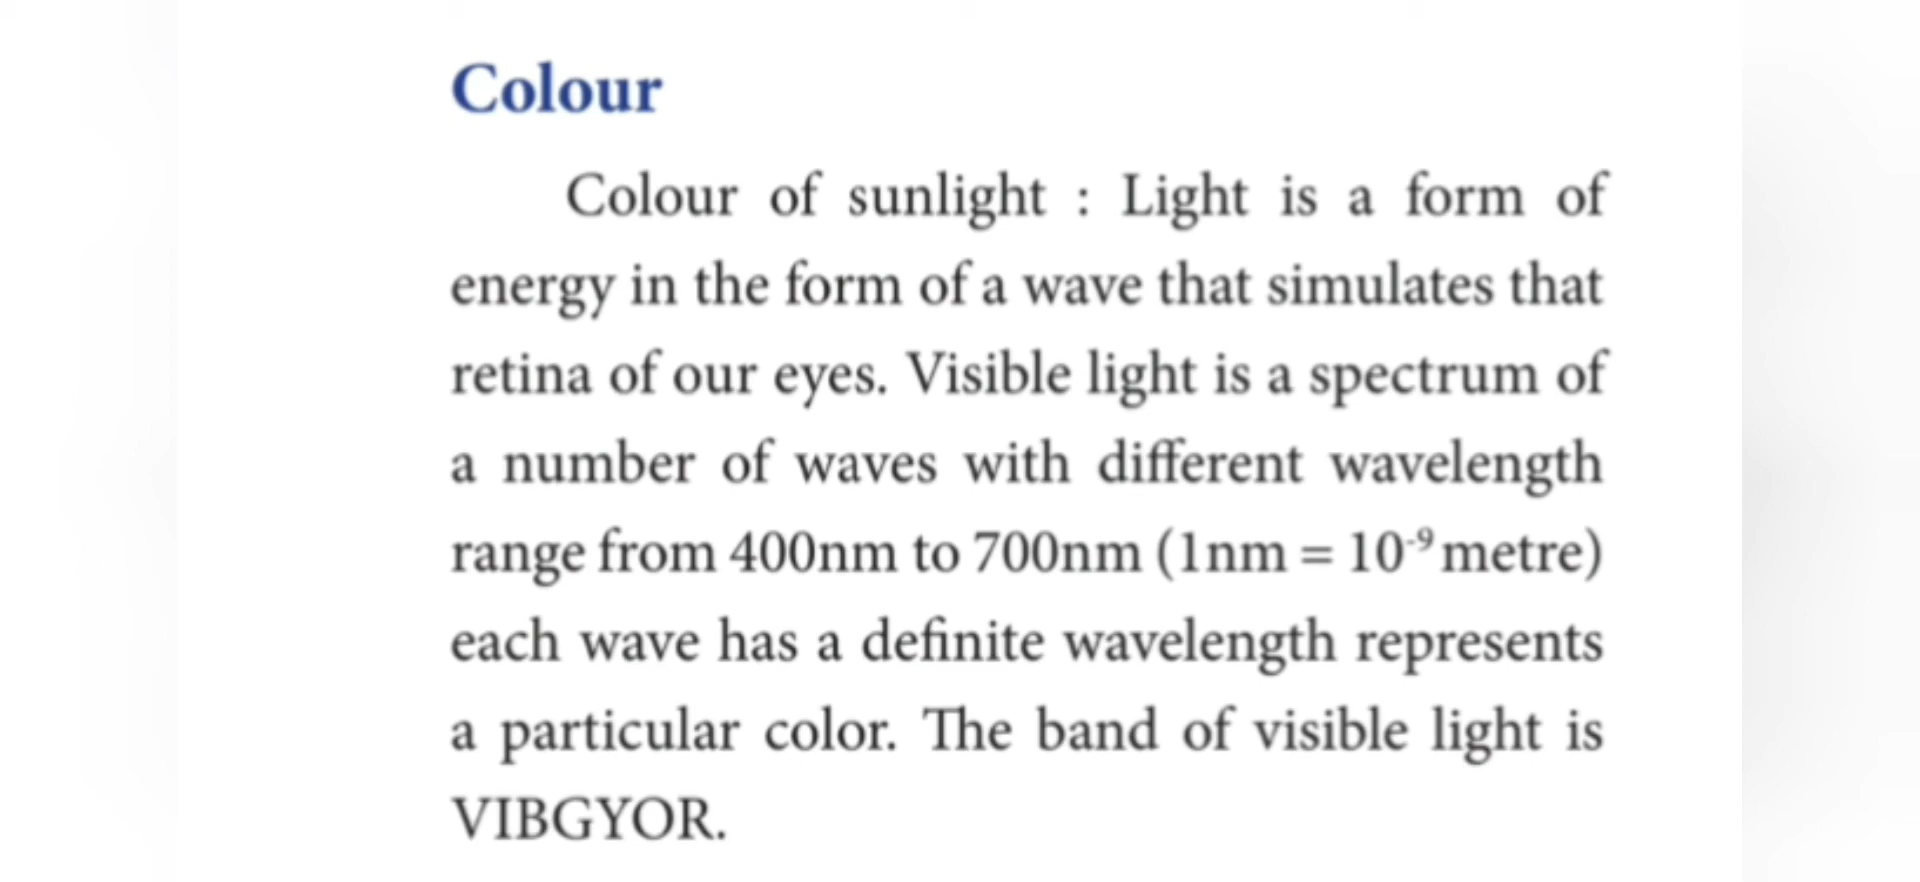 Colour
Colour of sunlight : Light is a form of
energy in the form of a wave that simulates that
retina of our eyes. Visible light is a spectrum of
a number of waves with different wavelength
range from 400nm to 700nm (1nm = 10⁻⁹ metre)
each wave has a definite wavelength represents
a particular color. The band of visible light is
VIBGYOR.